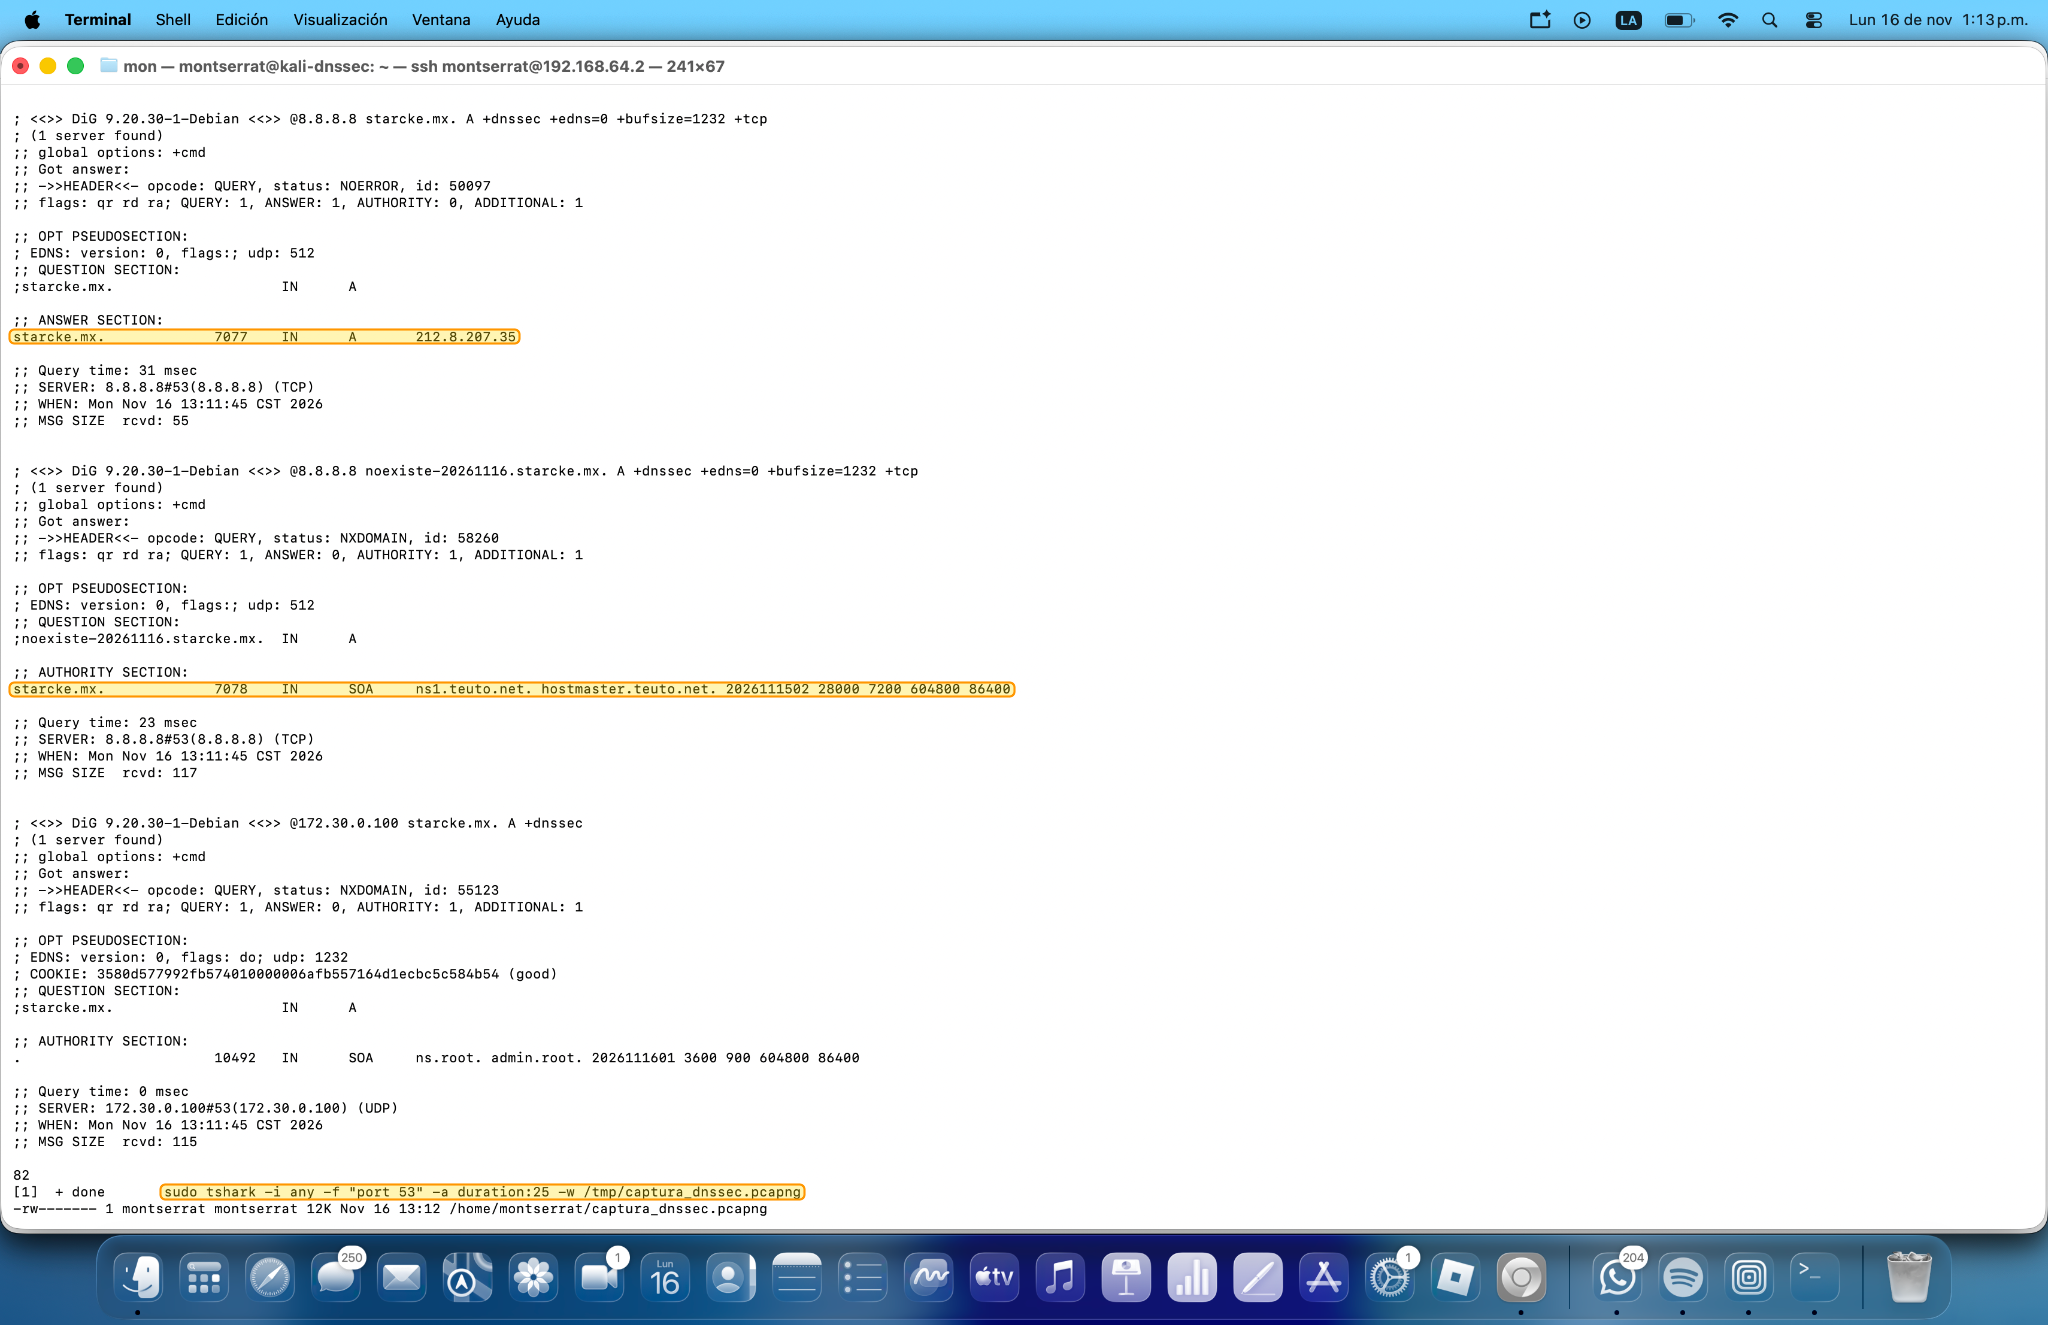 Terminal Shell Edición Visualización Ventana Ayuda LA Lun 16 de nov 1:13 p.m.
mon — montserrat@kali-dnssec: ~ — ssh montserrat@192.168.64.2 — 241×67
; <<>> DiG 9.20.30-1-Debian <<>> @8.8.8.8 starcke.mx. A +dnssec +edns=0 +bufsize=1232 +tcp
; (1 server found)
;; global options: +cmd
;; Got answer:
;; ->>HEADER<<- opcode: QUERY, status: NOERROR, id: 50097
;; flags: qr rd ra; QUERY: 1, ANSWER: 1, AUTHORITY: 0, ADDITIONAL: 1
;; OPT PSEUDOSECTION:
; EDNS: version: 0, flags:; udp: 512
;; QUESTION SECTION:
;starcke.mx. IN A
;; ANSWER SECTION:
starcke.mx. 7077 IN A 212.8.207.35
;; Query time: 31 msec
;; SERVER: 8.8.8.8#53(8.8.8.8) (TCP)
;; WHEN: Mon Nov 16 13:11:45 CST 2026
;; MSG SIZE rcvd: 55
; <<>> DiG 9.20.30-1-Debian <<>> @8.8.8.8 noexiste-20261116.starcke.mx. A +dnssec +edns=0 +bufsize=1232 +tcp
; (1 server found)
;; global options: +cmd
;; Got answer:
;; ->>HEADER<<- opcode: QUERY, status: NXDOMAIN, id: 58260
;; flags: qr rd ra; QUERY: 1, ANSWER: 0, AUTHORITY: 1, ADDITIONAL: 1
;; OPT PSEUDOSECTION:
; EDNS: version: 0, flags:; udp: 512
;; QUESTION SECTION:
;noexiste-20261116.starcke.mx. IN A
;; AUTHORITY SECTION:
starcke.mx. 7078 IN SOA ns1.teuto.net. hostmaster.teuto.net. 2026111502 28000 7200 604800 86400
;; Query time: 23 msec
;; SERVER: 8.8.8.8#53(8.8.8.8) (TCP)
;; WHEN: Mon Nov 16 13:11:45 CST 2026
;; MSG SIZE rcvd: 117
; <<>> DiG 9.20.30-1-Debian <<>> @172.30.0.100 starcke.mx. A +dnssec
; (1 server found)
;; global options: +cmd
;; Got answer:
;; ->>HEADER<<- opcode: QUERY, status: NXDOMAIN, id: 55123
;; flags: qr rd ra; QUERY: 1, ANSWER: 0, AUTHORITY: 1, ADDITIONAL: 1
;; OPT PSEUDOSECTION:
; EDNS: version: 0, flags: do; udp: 1232
; COOKIE: 3580d577992fb574010000006afb557164d1ecbc5c584b54 (good)
;; QUESTION SECTION:
;starcke.mx. IN A
;; AUTHORITY SECTION:
. 10492 IN SOA ns.root. admin.root. 2026111601 3600 900 604800 86400
;; Query time: 0 msec
;; SERVER: 172.30.0.100#53(172.30.0.100) (UDP)
;; WHEN: Mon Nov 16 13:11:45 CST 2026
;; MSG SIZE rcvd: 115
82
[1] + done sudo tshark -i any -f "port 53" -a duration:25 -w /tmp/captura_dnssec.pcapng
-rw------- 1 montserrat montserrat 12K Nov 16 13:12 /home/montserrat/captura_dnssec.pcapng
250 1 Lun 16 tv 1 >_ 204